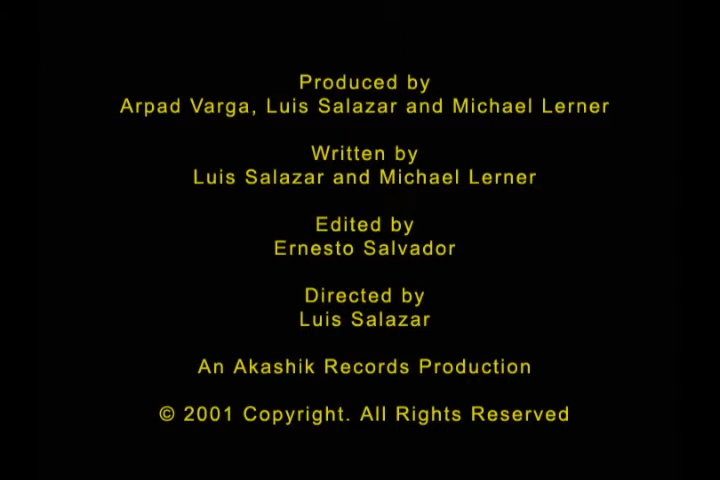 Produced by
Arpad Varga, Luis Salazar and Michael Lerner
Written by
Luis Salazar and Michael Lerner
Edited by
Ernesto Salvador
Directed by
Luis Salazar
An Akashik Records Production
© 2001 Copyright. All Rights Reserved